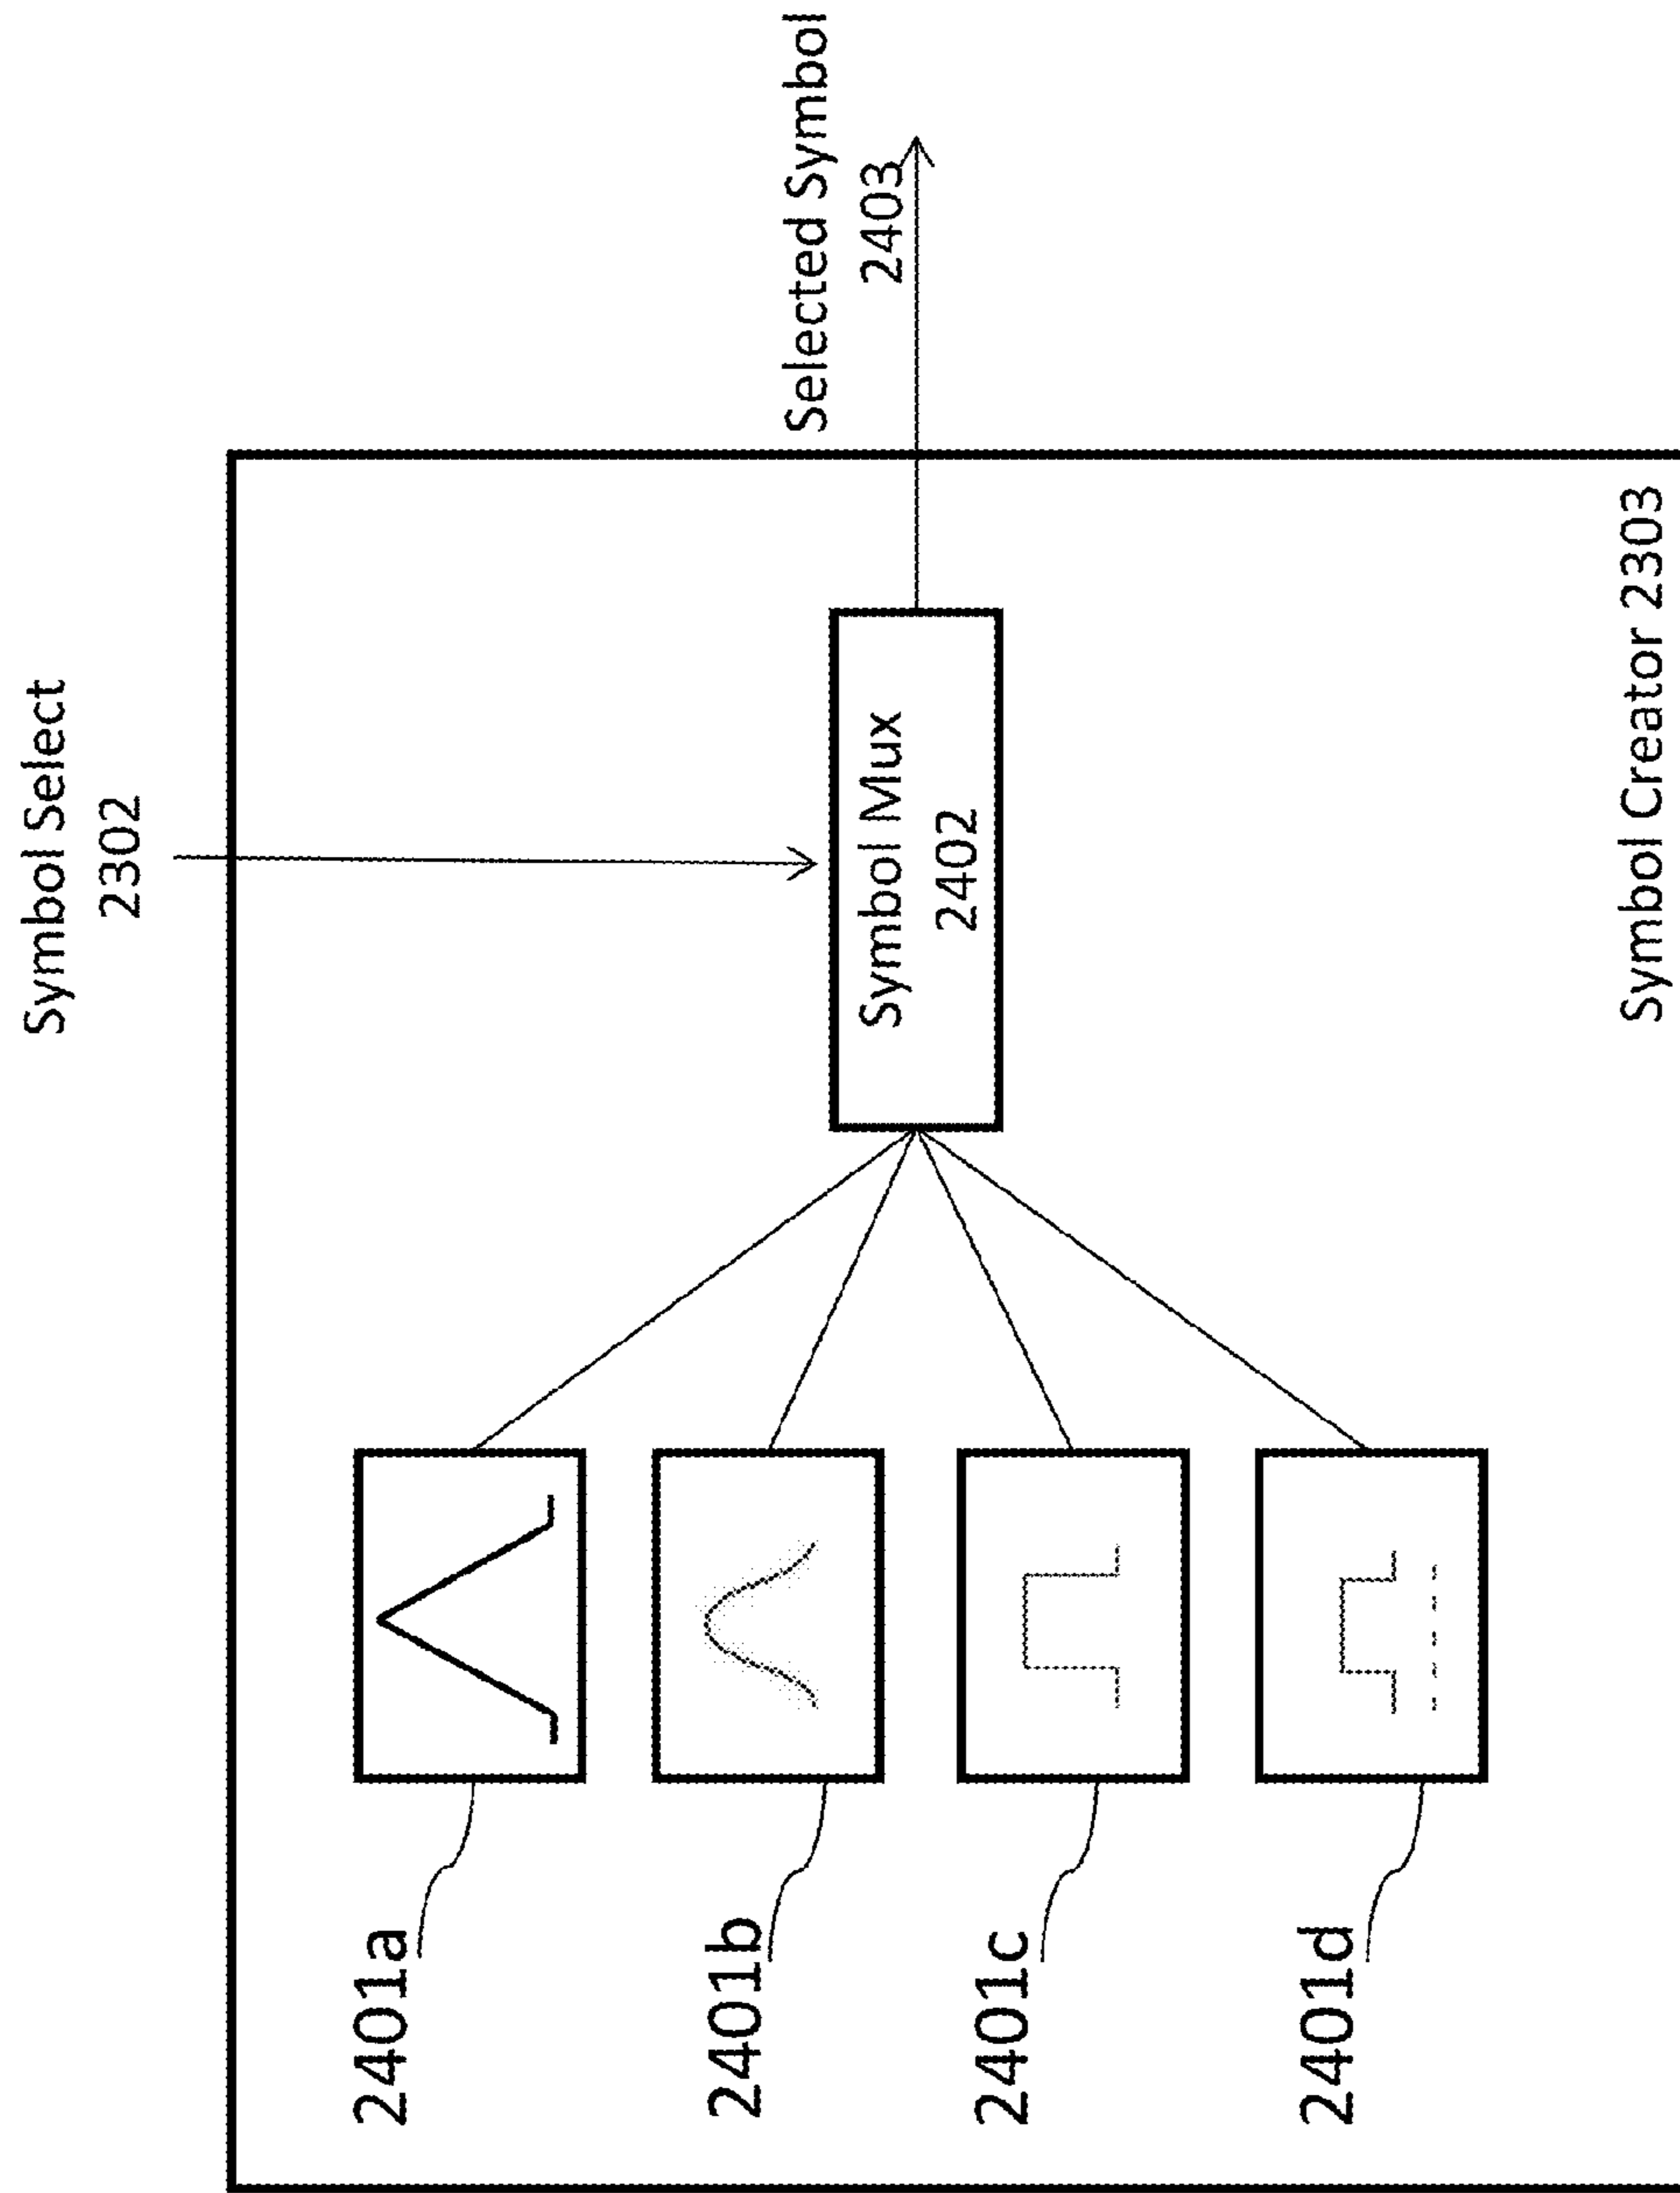 Symbol Select
2302
Selected Symbol
2403
Symbol Mux
2402
2401a
2401b
2401c
2401d
Symbol Creator 2303